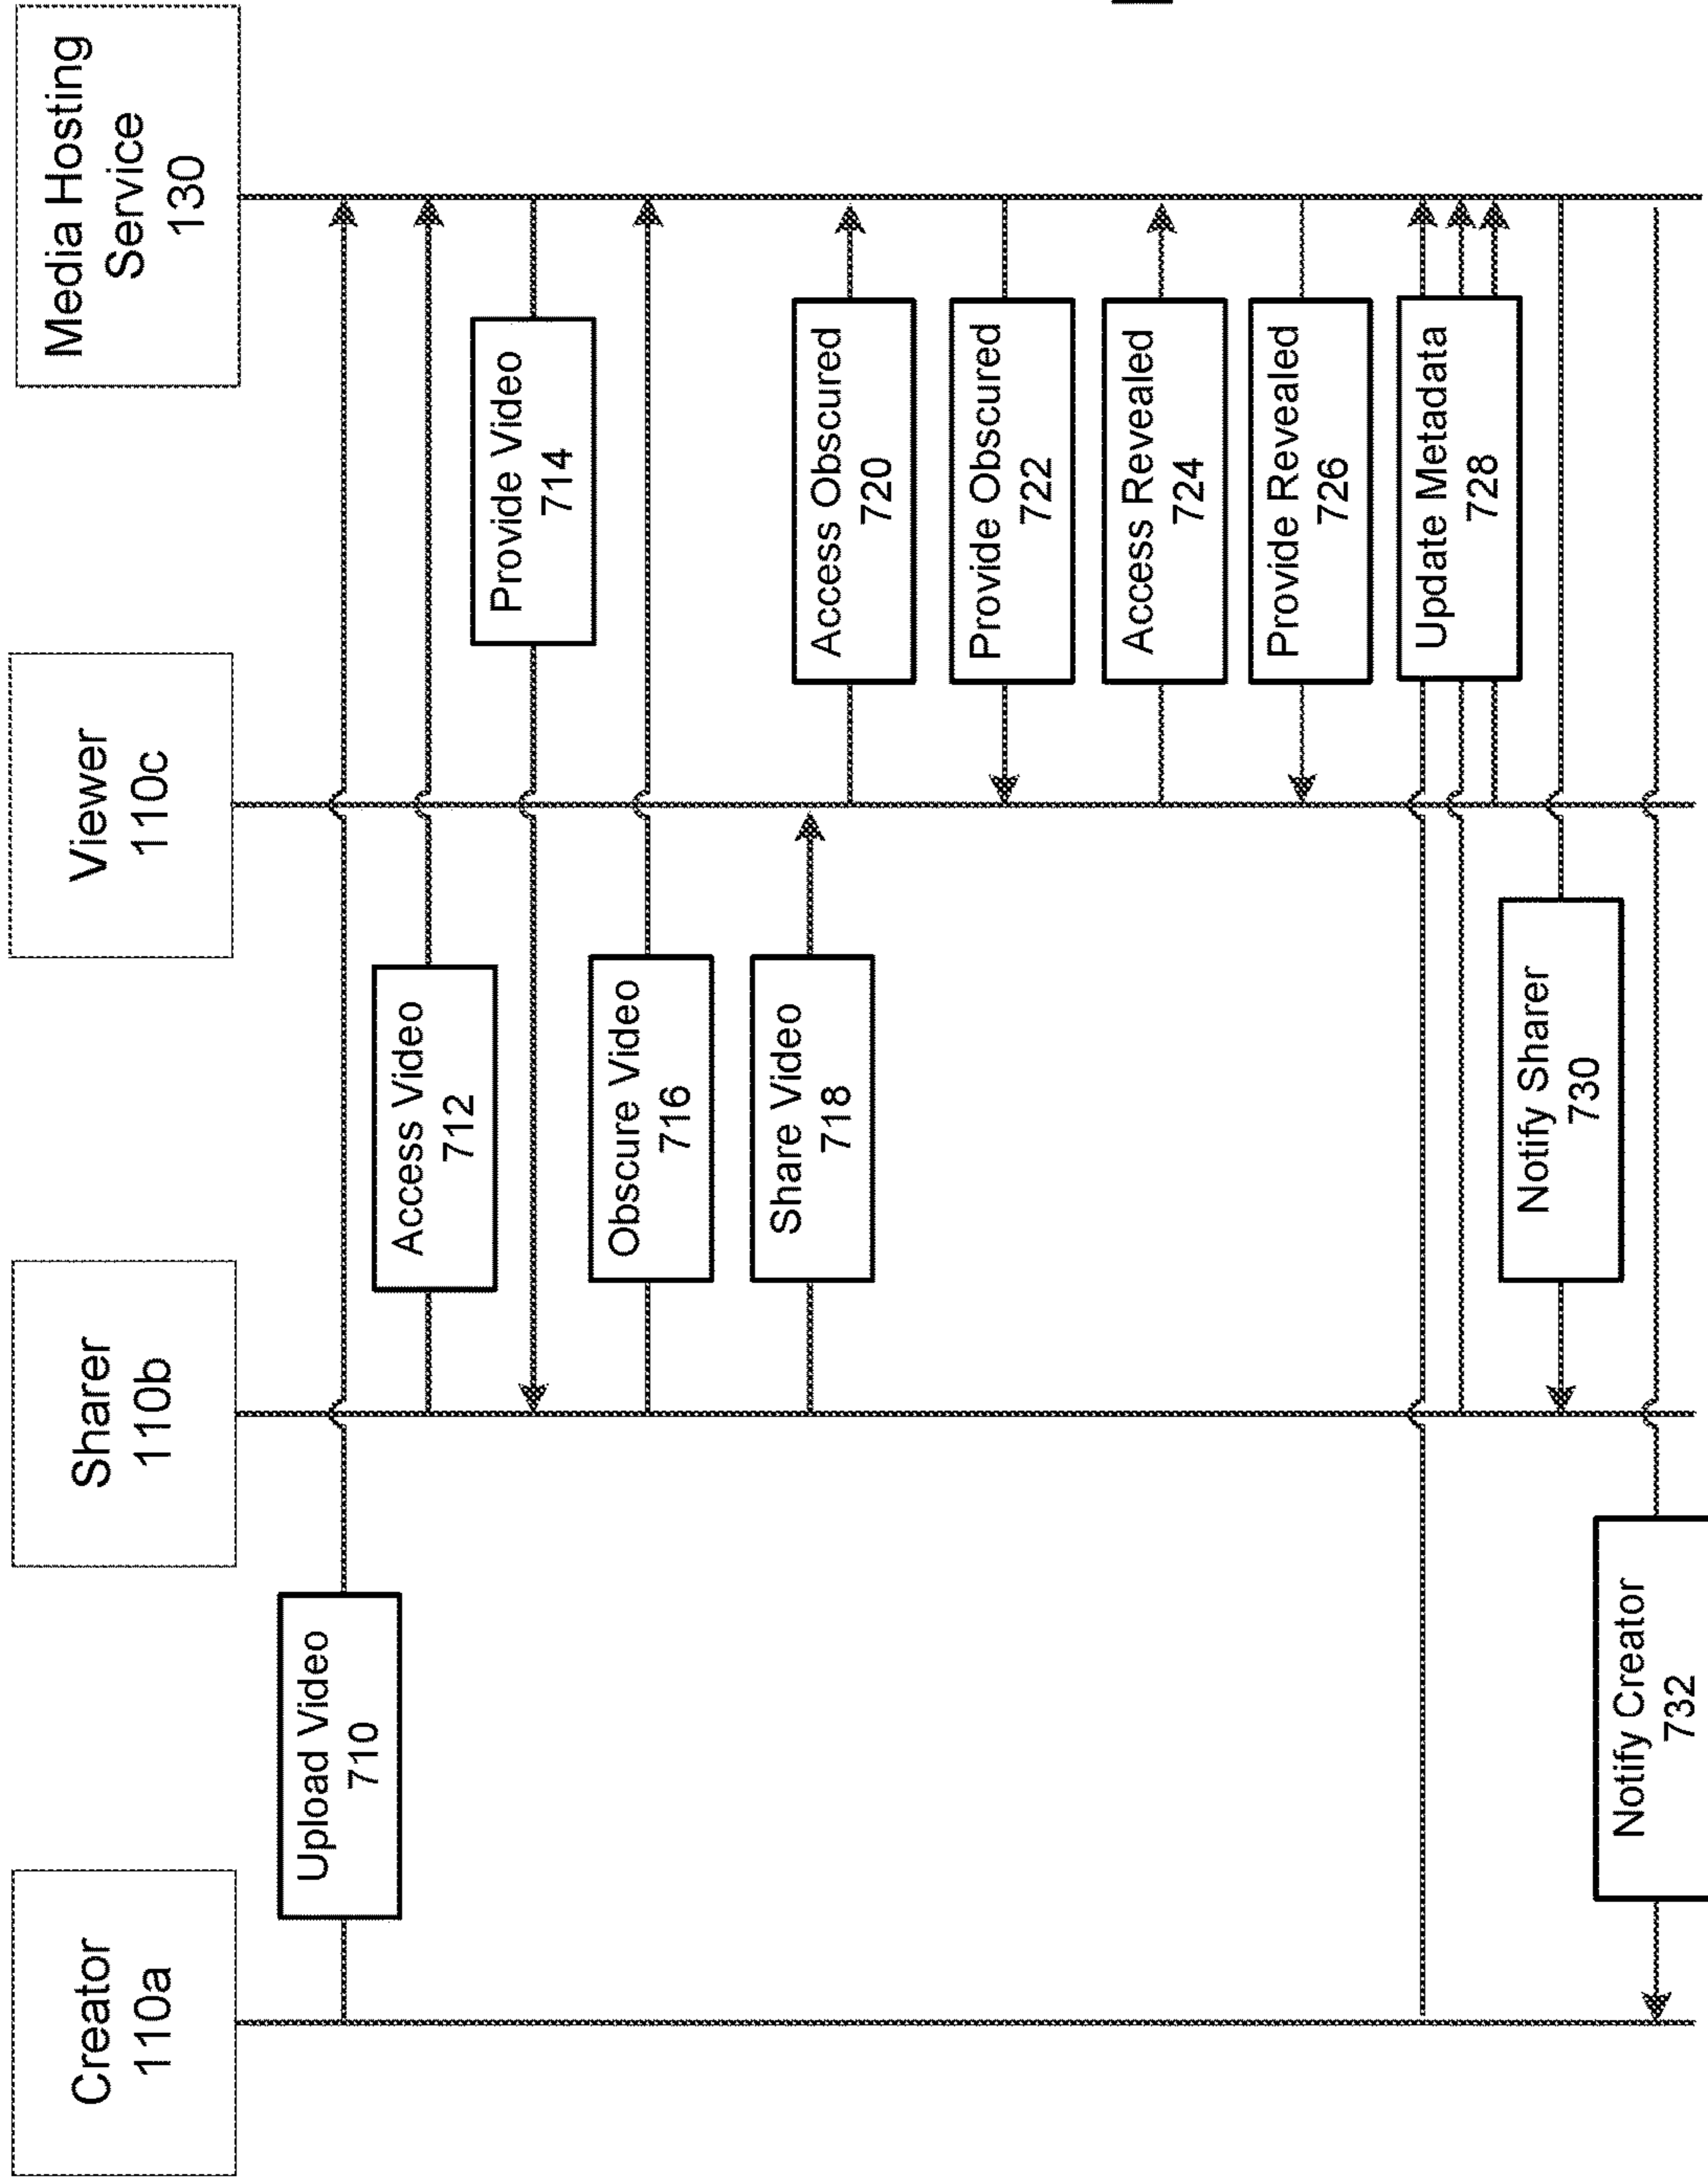 Creator
110a
Sharer
110b
Viewer
110c
Media Hosting
Service
130
Upload Video
710
Access Video
712
Provide Video
714
Obscure Video
716
Share Video
718
Access Obscured
720
Provide Obscured
722
Access Revealed
724
Provide Revealed
726
Update Metadata
728
Notify Sharer
730
Notify Creator
732